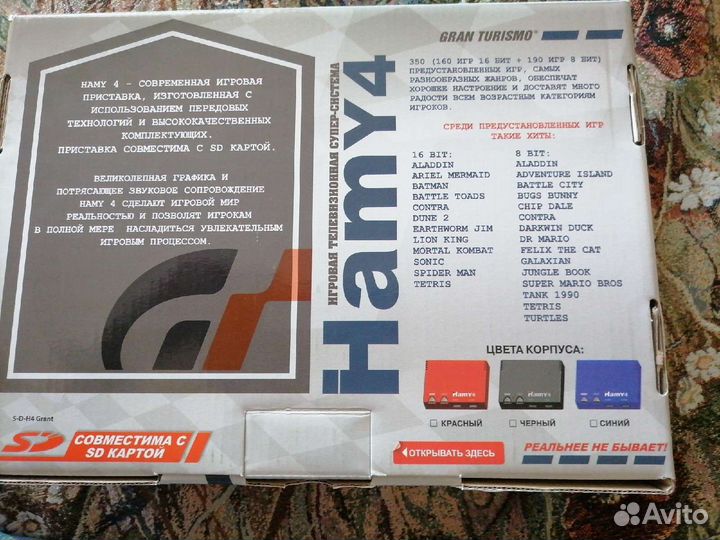 HAMY 4 - СОВРЕМЕННАЯ ИГРОВАЯ
ПРИСТАВКА, ИЗГОТОВЛЕННАЯ С
ИСПОЛЬЗОВАНИЕМ ПЕРЕДОВЫХ
ТЕХНОЛОГИЙ И ВЫСОКОКАЧЕСТВЕННЫХ
КОМПЛЕКТУЮЩИХ.
ПРИСТАВКА СОВМЕСТИМА С SD КАРТОЙ.
ВЕЛИКОЛЕПНАЯ ГРАФИКА И
ПОТРЯСАЮЩЕЕ ЗВУКОВОЕ СОПРОВОЖДЕНИЕ
HAMY 4 СДЕЛАЮТ ИГРОВОЙ МИР
РЕАЛЬНОСТЬЮ И ПОЗВОЛЯТ ИГРОКАМ
В ПОЛНОЙ МЕРЕ НАСЛАДИТЬСЯ УВЛЕКАТЕЛЬНЫМ
ИГРОВЫМ ПРОЦЕССОМ.
S-D-H4 Grant
SD
СОВМЕСТИМА С
SD КАРТОЙ
ИГРОВАЯ ТЕЛЕВИЗИОННАЯ СУПЕР-СИСТЕМА
HamY4
GRAN TURISMO
350 (160 ИГР 16 БИТ + 190 ИГР 8 БИТ)
ПРЕДУСТАНОВЛЕННЫХ ИГР, САМЫХ
РАЗНООБРАЗНЫХ ЖАНРОВ, ОБЕСПЕЧАТ
ХОРОШЕЕ НАСТРОЕНИЕ И ДОСТАВЯТ МНОГО
РАДОСТИ ВСЕМ ВОЗРАСТНЫМ КАТЕГОРИЯМ
ИГРОКОВ.
СРЕДИ ПРЕДУСТАНОВЛЕННЫХ ИГР
ТАКИЕ ХИТЫ:
16 BIT:
ALADDIN
ARIEL MERMAID
BATMAN
BATTLE TOADS
CONTRA
DUNE 2
EARTHWORM JIM
LION KING
MORTAL KOMBAT
SONIC
SPIDER MAN
TETRIS
8 BIT:
ALADDIN
ADVENTURE ISLAND
BATTLE CITY
BUGS BUNNY
CHIP DALE
CONTRA
DARKWIN DUCK
DR MARIO
FELIX THE CAT
GALAXIAN
JUNGLE BOOK
SUPER MARIO BROS
TANK 1990
TETRIS
TURTLES
ЦВЕТА КОРПУСА:
HamY4
HamY4
HamY4
КРАСНЫЙ
ЧЕРНЫЙ
СИНИЙ
ОТКРЫВАТЬ ЗДЕСЬ
РЕАЛЬНЕЕ НЕ БЫВАЕТ!
Avito